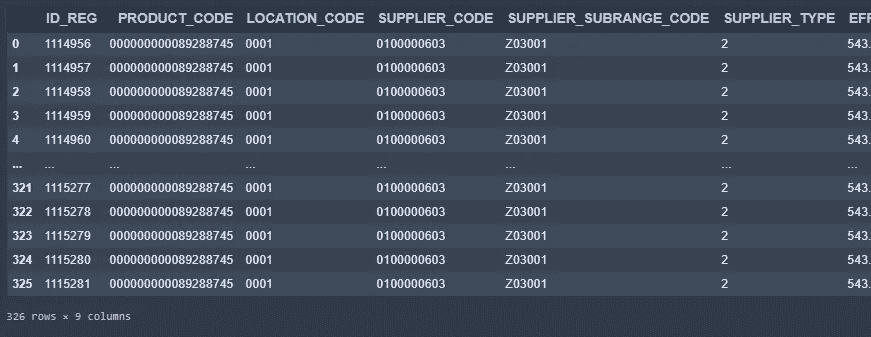 ID_REG PRODUCT_CODE LOCATION_CODE SUPPLIER_CODE SUPPLIER_SUBRANGE_CODE SUPPLIER_TYPE EFF
0 1114956 000000000089288745 0001 0100000603 Z03001 2 543.
1 1114957 000000000089288745 0001 0100000603 Z03001 2 543.
2 1114958 000000000089288745 0001 0100000603 Z03001 2 543.
3 1114959 000000000089288745 0001 0100000603 Z03001 2 543.
4 1114960 000000000089288745 0001 0100000603 Z03001 2 543.
... ... ... ... ... ... ... ...
321 1115277 000000000089288745 0001 0100000603 Z03001 2 543.
322 1115278 000000000089288745 0001 0100000603 Z03001 2 543.
323 1115279 000000000089288745 0001 0100000603 Z03001 2 543.
324 1115280 000000000089288745 0001 0100000603 Z03001 2 543.
325 1115281 000000000089288745 0001 0100000603 Z03001 2 543.
326 rows × 9 columns